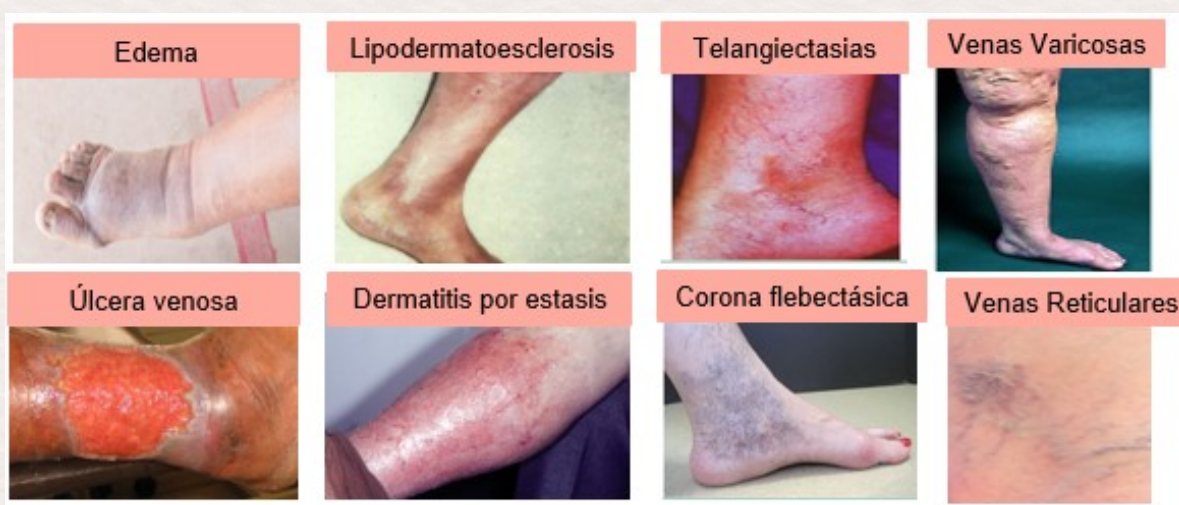 Edema
Lipodermatoesclerosis
Telangiectasias
Venas Varicosas
Úlcera venosa
Dermatitis por estasis
Corona flebectásica
Venas Reticulares